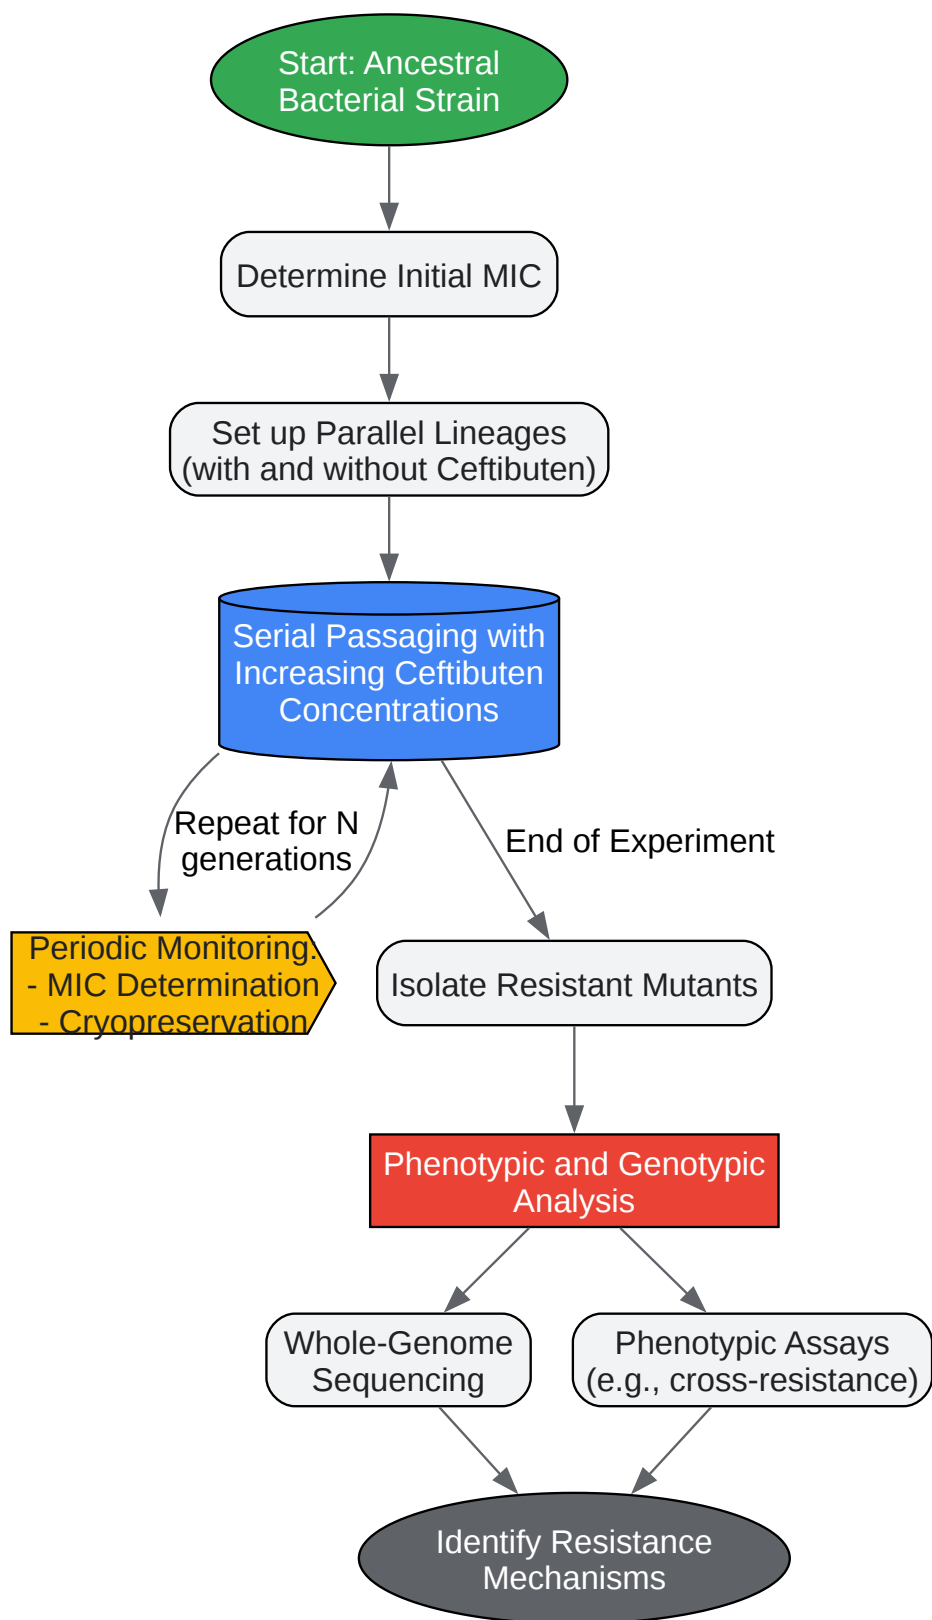 Start: Ancestral
Bacterial Strain
Determine Initial MIC
Set up Parallel Lineages
(with and without Ceftibuten)
Serial Passaging with
Increasing Ceftibuten
Concentrations
Repeat for N
generations
End of Experiment
Periodic Monitoring:
- MIC Determination
- Cryopreservation
Isolate Resistant Mutants
Phenotypic and Genotypic
Analysis
Whole-Genome
Sequencing
Phenotypic Assays
(e.g., cross-resistance)
Identify Resistance
Mechanisms